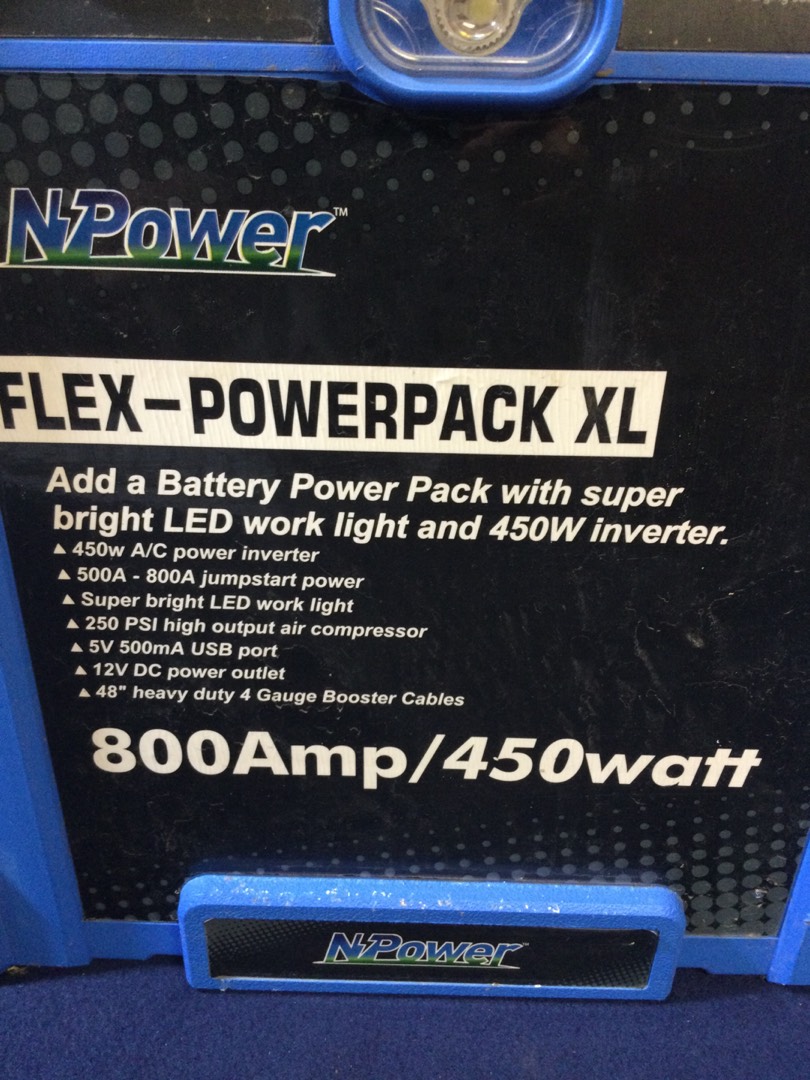 NPower™
FLEX-POWERPACK XL
Add a Battery Power Pack with super
bright LED work light and 450W inverter.
▲ 450w A/C power inverter
▲ 500A - 800A jumpstart power
▲ Super bright LED work light
▲ 250 PSI high output air compressor
▲ 5V 500mA USB port
▲ 12V DC power outlet
▲ 48" heavy duty 4 Gauge Booster Cables
800Amp/450watt
NPower™